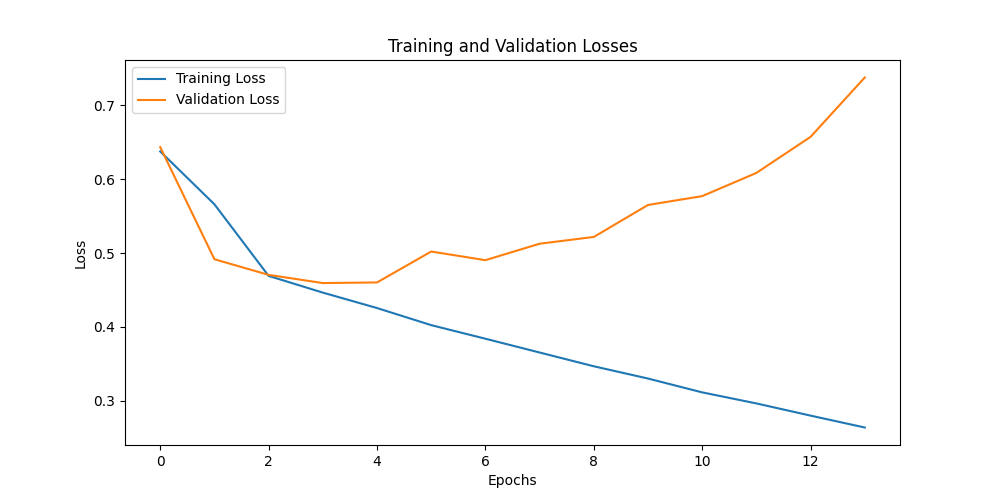 Training and Validation Losses
Training Loss
Validation Loss
0.7
0.6
0.5
0.4
0.3
Loss
0 2 4 6 8 10 12
Epochs